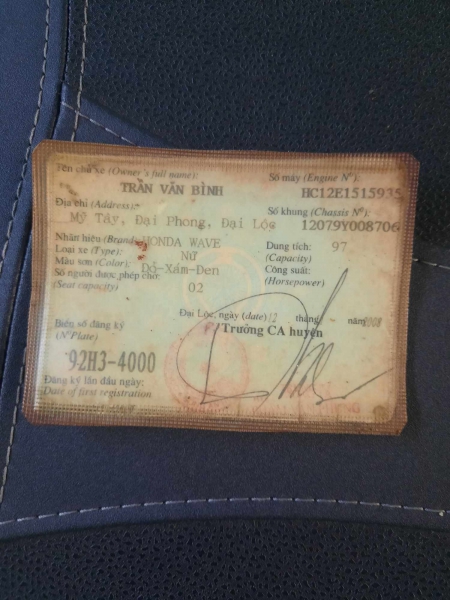 Tên chủ xe (Owner's full name):
TRẦN VĂN BÌNH
Số máy (Engine Nº):
HC12E1515935
Địa chỉ (Address):
Mỹ Tây, Đại Phong, Đại Lộc
Số khung (Chassis Nº):
12079Y008706
Nhãn hiệu (Brand): HONDA WAVE
Dung tích: 97
(Capacity)
Loại xe (Type): Nữ
Màu sơn (Color): Đỏ-Xám-Đen
Công suất:
(Horsepower)
Số người được phép chở: 02
(Seat capacity)
Đại Lộc, ngày (date) 12 tháng năm
Trưởng CA huyện
Biển số đăng ký
(NºPlate)
92H3-4000
Đăng ký lần đầu ngày:
Date of first registration